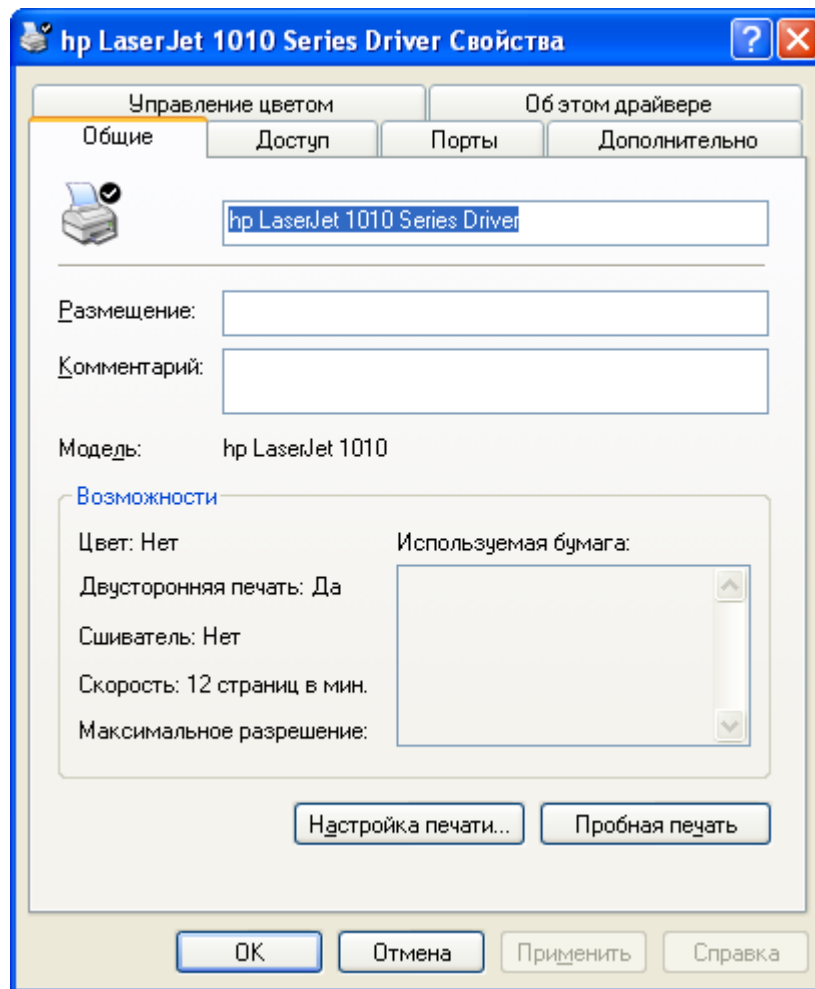 hp LaserJet 1010 Series Driver Свойства
Управление цветом
Об этом драйвере
Общие
Доступ
Порты
Дополнительно
hp LaserJet 1010 Series Driver
Размещение:
Комментарий:
Модель: hp LaserJet 1010
Возможности
Цвет: Нет
Используемая бумага:
Двусторонняя печать: Да
Сшиватель: Нет
Скорость: 12 страниц в мин.
Максимальное разрешение:
Настройка печати...
Пробная печать
OK
Отмена
Применить
Справка